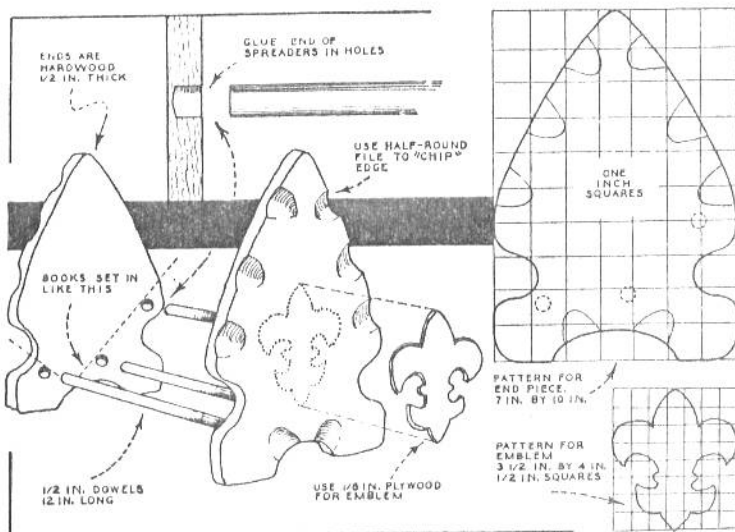 ENDS ARE
HARDWOOD
1/2 IN. THICK
GLUE END OF
SPREADERS IN HOLES
USE HALF-ROUND
FILE TO "CHIP"
EDGE
ONE
INCH
SQUARES
BOOKS SET IN
LIKE THIS
1/2 IN. DOWELS
12 IN. LONG
USE 1/8 IN. PLYWOOD
FOR EMBLEM
PATTERN FOR
END PIECE.
7 IN. BY 10 IN.
PATTERN FOR
EMBLEM
3 1/2 IN. BY 4 IN.
1/2 IN. SQUARES